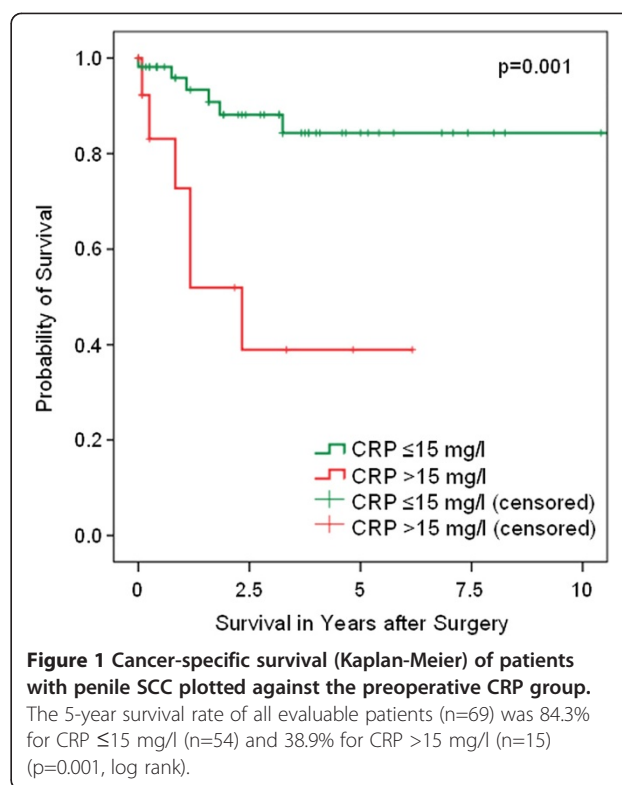 1.0
0.8
0.6
0.4
0.2
0.0
Probability of Survival
p=0.001
CRP ≤15 mg/l
CRP >15 mg/l
CRP ≤15 mg/l (censored)
CRP >15 mg/l (censored)
0 2.5 5 7.5 10
Survival in Years after Surgery
Figure 1 Cancer-specific survival (Kaplan-Meier) of patients
with penile SCC plotted against the preoperative CRP group.
The 5-year survival rate of all evaluable patients (n=69) was 84.3%
for CRP ≤15 mg/l (n=54) and 38.9% for CRP >15 mg/l (n=15)
(p=0.001, log rank).